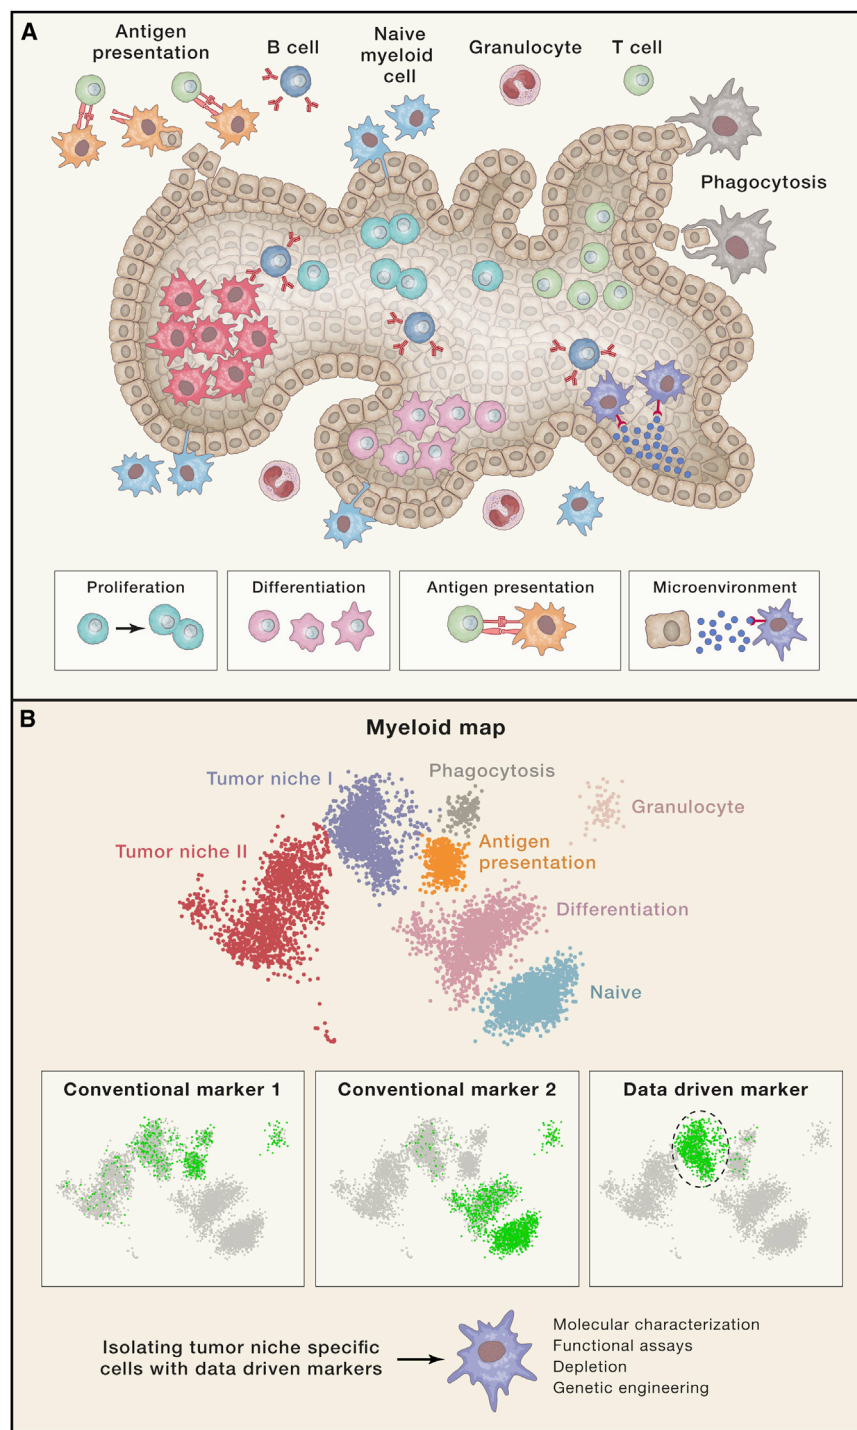 A
Antigen
presentation
B cell
Naive
myeloid
cell
Granulocyte
T cell
Phagocytosis
Proliferation
Differentiation
Antigen presentation
Microenvironment
B
Myeloid map
Tumor niche I
Phagocytosis
Granulocyte
Tumor niche II
Antigen
presentation
Differentiation
Naive
Conventional marker 1
Conventional marker 2
Data driven marker
Isolating tumor niche specific
cells with data driven markers
Molecular characterization
Functional assays
Depletion
Genetic engineering